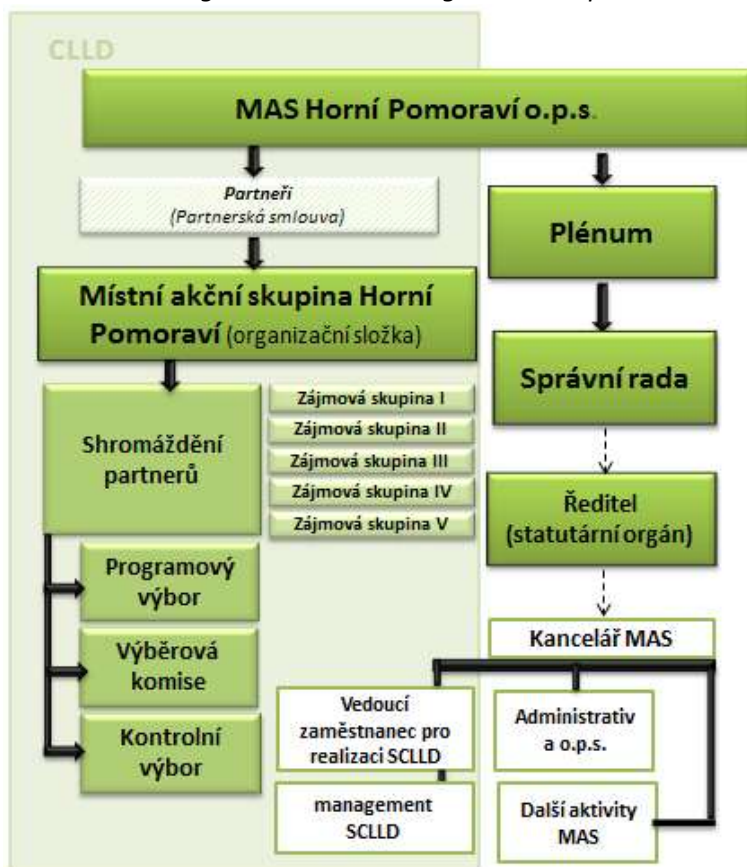 CLLD
MAS Horní Pomoraví o.p.s.
Partneři
(Partnerská smlouva)
Plénum
Místní akční skupina Horní
Pomoraví (organizační složka)
Správní rada
Shromáždění
partnerů
Zájmová skupina I
Zájmová skupina II
Zájmová skupina III
Zájmová skupina IV
Zájmová skupina V
Ředitel
(statutární orgán)
Programový
výbor
Výběrová
komise
Kontrolní
výbor
Kancelář MAS
Vedoucí
zaměstnanec pro
realizaci SCLLD
Administrativ
a o.p.s.
management
SCLLD
Další aktivity
MAS